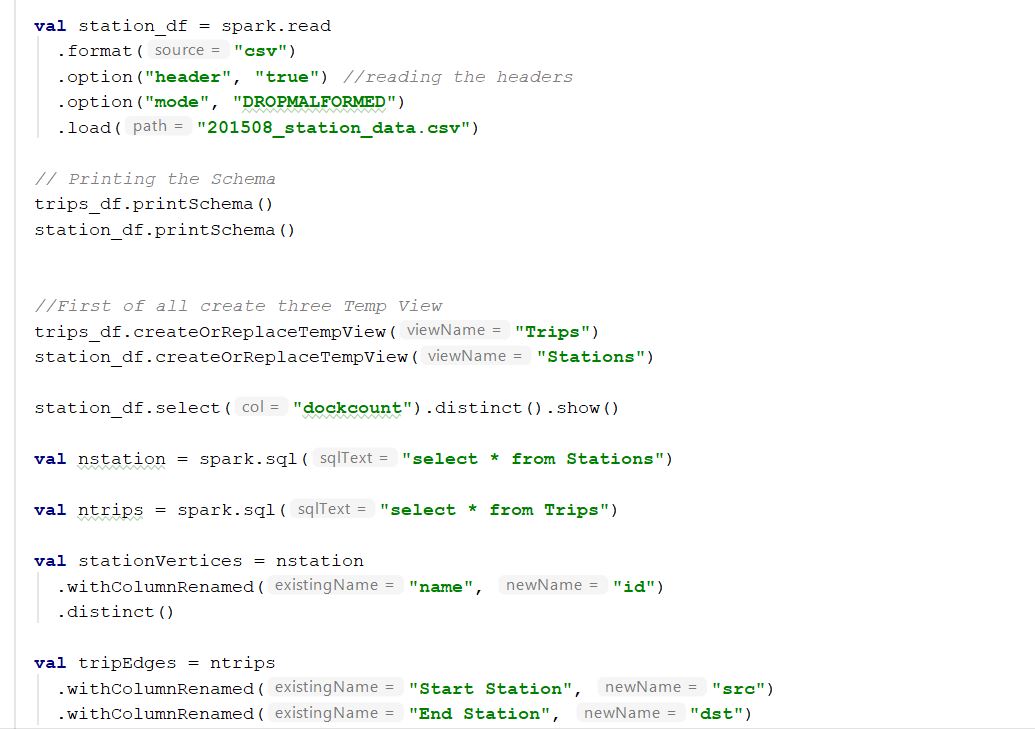 val station_df = spark.read
.format( source = "csv")
.option("header", "true") //reading the headers
.option("mode", "DROPMALFORMED")
.load( path = "201508_station_data.csv")
// Printing the Schema
trips_df.printSchema()
station_df.printSchema()
//First of all create three Temp View
trips_df.createOrReplaceTempView( viewName = "Trips")
station_df.createOrReplaceTempView( viewName = "Stations")
station_df.select( col = "dockcount").distinct().show()
val nstation = spark.sql( sqlText = "select * from Stations")
val ntrips = spark.sql( sqlText = "select * from Trips")
val stationVertices = nstation
.withColumnRenamed( existingName = "name", newName = "id")
.distinct()
val tripEdges = ntrips
.withColumnRenamed( existingName = "Start Station", newName = "src")
.withColumnRenamed( existingName = "End Station", newName = "dst")